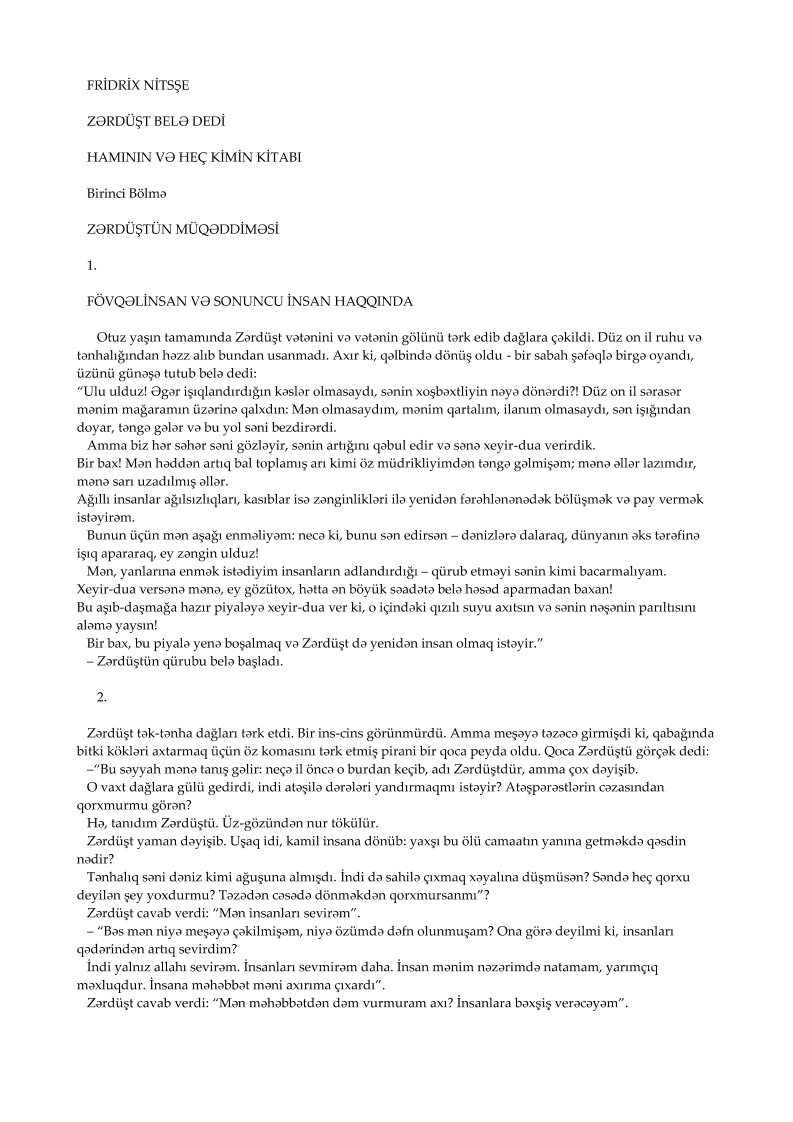 FRİDRİX NİTSŞE
ZƏRDÜŞT BELƏ DEDİ
HAMININ VƏ HEÇ KİMİN KİTABI
Birinci Bölmə
ZƏRDÜŞTÜN MÜQƏDDİMƏSİ
1.
FÖVQƏLİNSAN VƏ SONUNCU İNSAN HAQQINDA
Otuz yaşın tamamında Zərdüşt vətənini və vətənin gölünü tərk edib dağlara çəkildi. Düz on il ruhu və
tənhalığından həzz alıb bundan usanmadı. Axır ki, qəlbində dönüş oldu - bir sabah şəfəqlə birgə oyandı,
üzünü günəşə tutub belə dedi:
“Ulu ulduz! Əgər işıqlandırdığın kəslər olmasaydı, sənin xoşbəxtliyin nəyə dönərdi?! Düz on il sərasər
mənim mağaramın üzərinə qalxdın: Mən olmasaydım, mənim qartalım, ilanım olmasaydı, sən işığından
doyar, təngə gələr və bu yol səni bezdirərdi.
Amma biz hər səhər səni gözləyir, sənin artığını qəbul edir və sənə xeyir-dua verirdik.
Bir bax! Mən həddən artıq bal toplamış arı kimi öz müdrikliyimdən təngə gəlmişəm; mənə əllər lazımdır,
mənə sarı uzadılmış əllər.
Ağıllı insanlar ağılsızlıqları, kasıblar isə zənginlikləri ilə yenidən fərəhlənənədək bölüşmək və pay vermək
istəyirəm.
Bunun üçün mən aşağı enməliyəm: necə ki, bunu sən edirsən – dənizlərə dalaraq, dünyanın əks tərəfinə
işıq apararaq, ey zəngin ulduz!
Mən, yanlarına enmək istədiyim insanların adlandırdığı – qürub etməyi sənin kimi bacarmalıyam.
Xeyir-dua versənə mənə, ey gözütox, hətta ən böyük səadətə belə həsəd aparmadan baxan!
Bu aşıb-daşmağa hazır piyaləyə xeyir-dua ver ki, o içindəki qızılı suyu axıtsın və sənin nəşənin parıltısını
aləmə yaysın!
Bir bax, bu piyalə yenə boşalmaq və Zərdüşt də yenidən insan olmaq istəyir.”
– Zərdüştün qürubu belə başladı.
2.
Zərdüşt tək-tənha dağları tərk etdi. Bir ins-cins görünmürdü. Amma meşəyə təzəcə girmişdi ki, qabağında
bitki kökləri axtarmaq üçün öz komasını tərk etmiş pirani bir qoca peyda oldu. Qoca Zərdüştü görçək dedi:
–“Bu səyyah mənə tanış gəlir: neçə il öncə o burdan keçib, adı Zərdüştdür, amma çox dəyişib.
O vaxt dağlara gülü gedirdi, indi atəşilə dərələri yandırmaqmı istəyir? Atəşpərəstlərin cəzasından
qorxmurmu görən?
Hə, tanıdım Zərdüştü. Üz-gözündən nur tökülür.
Zərdüşt yaman dəyişib. Uşaq idi, kamil insana dönüb: yaxşı bu ölü camaatın yanına getməkdə qəsdin
nədir?
Tənhalıq səni dəniz kimi ağuşuna almışdı. İndi də sahilə çıxmaq xəyalına düşmüsən? Səndə heç qorxu
deyilən şey yoxdurmu? Təzədən cəsədə dönməkdən qorxmursanmı”?
Zərdüşt cavab verdi: “Mən insanları sevirəm”.
– “Bəs mən niyə meşəyə çəkilmişəm, niyə özümdə dəfn olunmuşam? Ona görə deyilmi ki, insanları
qədərindən artıq sevirdim?
İndi yalnız allahı sevirəm. İnsanları sevmirəm daha. İnsan mənim nəzərimdə natamam, yarımçıq
məxluqdur. İnsana məhəbbət məni axırıma çıxardı”.
Zərdüşt cavab verdi: “Mən məhəbbətdən dəm vurmuram axı? İnsanlara bəxşiş verəcəyəm”.